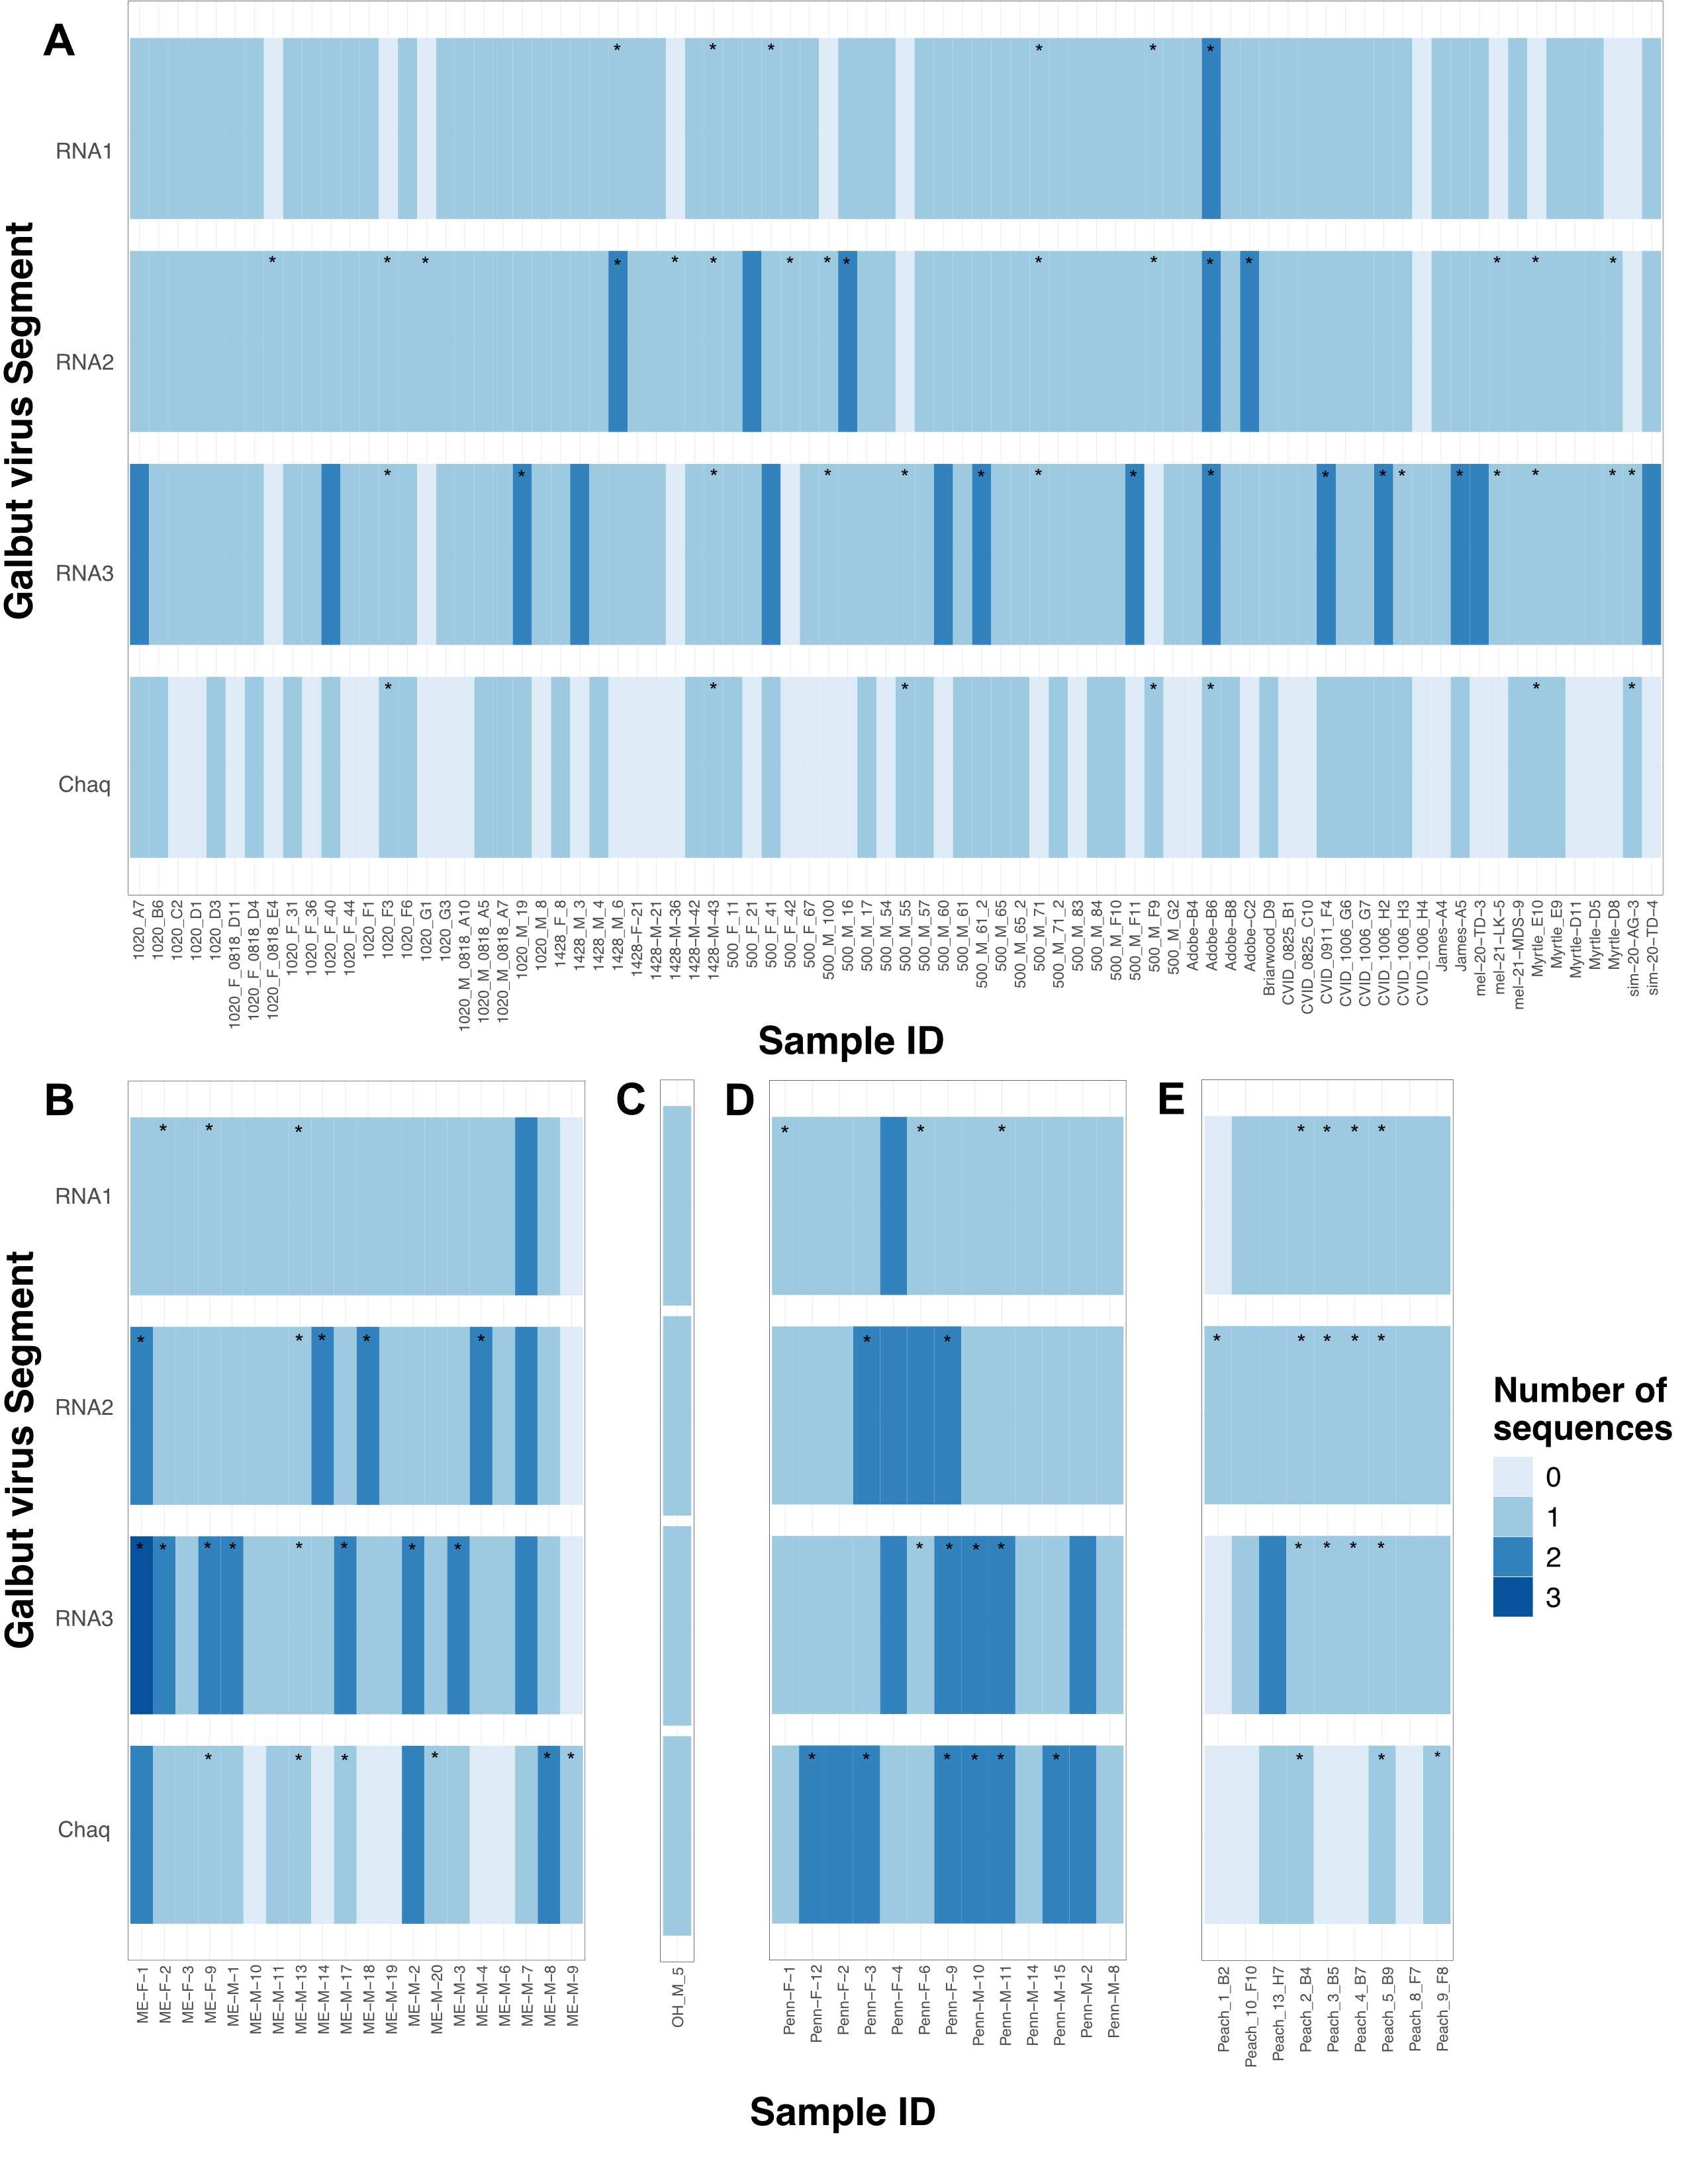 A
Galbut virus Segment
RNA1
* * * * * *
RNA2
* * * * * * * * * * * * * * * *
RNA3
* * * * * * * * * * * * * * * * *
Chaq
* * * * * * *
1020_A7
1020_B6
1020_C2
1020_D1
1020_D3
1020_F_0818_D11
1020_F_0818_D4
1020_F_0818_E4
1020_F_31
1020_F_36
1020_F_40
1020_F_44
1020_F1
1020_F3
1020_F6
1020_G1
1020_G3
1020_M_0818_A10
1020_M_0818_A5
1020_M_0818_A7
1020_M_19
1020_M_8
1428_F_8
1428_M_3
1428_M_4
1428_M_6
1428−F−21
1428−M−21
1428−M−36
1428−M−42
1428−M−43
500_F_11
500_F_21
500_F_41
500_F_42
500_F_67
500_M_100
500_M_16
500_M_17
500_M_54
500_M_55
500_M_57
500_M_60
500_M_61
500_M_61_2
500_M_65
500_M_65_2
500_M_71
500_M_71_2
500_M_83
500_M_84
500_M_F10
500_M_F11
500_M_F9
500_M_G2
Adobe−B4
Adobe−B6
Adobe−B8
Adobe−C2
Briarwood_D9
CVID_0825_B1
CVID_0825_C10
CVID_0911_F4
CVID_1006_G6
CVID_1006_G7
CVID_1006_H2
CVID_1006_H3
CVID_1006_H4
James−A4
James−A5
mel−20−TD−3
mel−21−LK−5
mel−21−MDS−9
Myrtle_E10
Myrtle_E9
Myrtle−D11
Myrtle−D5
Myrtle−D8
sim−20−AG−3
sim−20−TD−4
Sample ID
B
Galbut virus Segment
RNA1
* * *
RNA2
* * * * *
RNA3
* * * * * * * *
Chaq
* * * * * *
ME−F−1
ME−F−2
ME−F−3
ME−F−9
ME−M−1
ME−M−10
ME−M−11
ME−M−13
ME−M−14
ME−M−17
ME−M−18
ME−M−19
ME−M−2
ME−M−20
ME−M−3
ME−M−4
ME−M−6
ME−M−7
ME−M−8
ME−M−9
C
OH_M_5
D
* * *
* *
* * * *
* * * * * *
Penn−F−1
Penn−F−12
Penn−F−2
Penn−F−3
Penn−F−4
Penn−F−6
Penn−F−9
Penn−M−10
Penn−M−11
Penn−M−14
Penn−M−15
Penn−M−2
Penn−M−8
E
* * * *
* * * * *
* * * *
* * *
Peach_1_B2
Peach_10_F10
Peach_13_H7
Peach_2_B4
Peach_3_B5
Peach_4_B7
Peach_5_B9
Peach_8_F7
Peach_9_F8
Number of
sequences
0
1
2
3
Sample ID